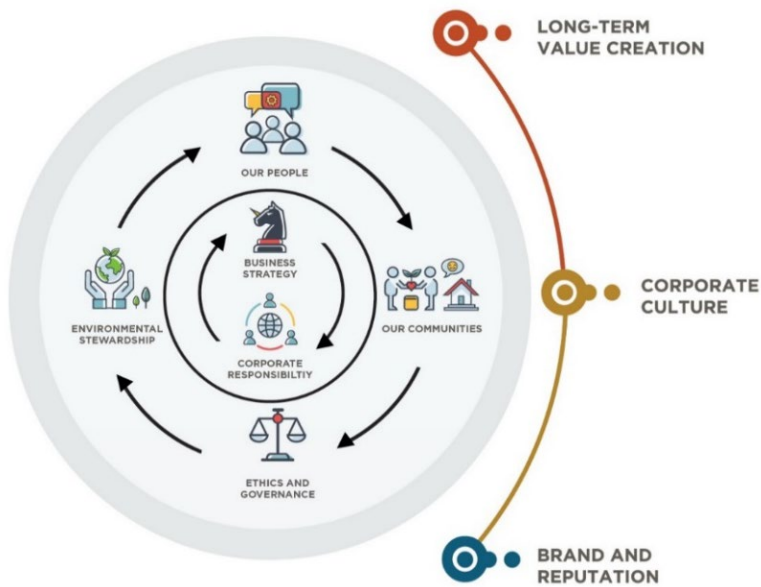 LONG-TERM
VALUE CREATION
OUR PEOPLE
BUSINESS
STRATEGY
ENVIRONMENTAL
STEWARDSHIP
OUR COMMUNITIES
CORPORATE
CULTURE
CORPORATE
RESPONSIBILTIY
ETHICS AND
GOVERNANCE
BRAND AND
REPUTATION